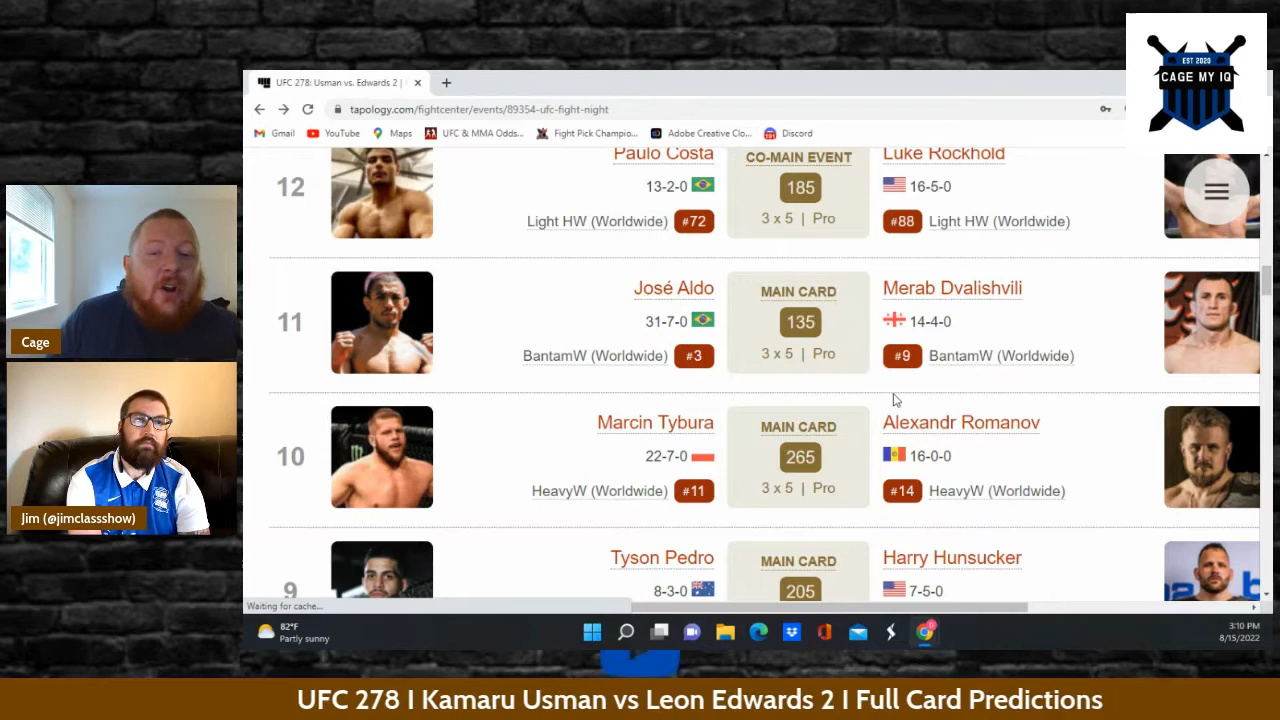 EST 2020
CAGE MY IQ
UFC 278: Usman vs. Edwards 2 |
tapology.com/fightcenter/events/89354-ufc-fight-night
Gmail YouTube Maps UFC & MMA Odds... Fight Pick Champio... Adobe Creative Clo... Discord
12 Paulo Costa CO-MAIN EVENT Luke Rockhold
13-2-0 185 16-5-0
Light HW (Worldwide) #72 3 x 5 | Pro #88 Light HW (Worldwide)
11 José Aldo MAIN CARD Merab Dvalishvili
31-7-0 135 14-4-0
BantamW (Worldwide) #3 3 x 5 | Pro #9 BantamW (Worldwide)
10 Marcin Tybura MAIN CARD Alexandr Romanov
22-7-0 265 16-0-0
HeavyW (Worldwide) #11 3 x 5 | Pro #14 HeavyW (Worldwide)
9 Tyson Pedro MAIN CARD Harry Hunsucker
8-3-0 205 7-5-0
Waiting for cache...
Cage
Jim (@jimclassshow)
82°F
Partly sunny
3:10 PM
8/15/2022
UFC 278 I Kamaru Usman vs Leon Edwards 2 I Full Card Predictions